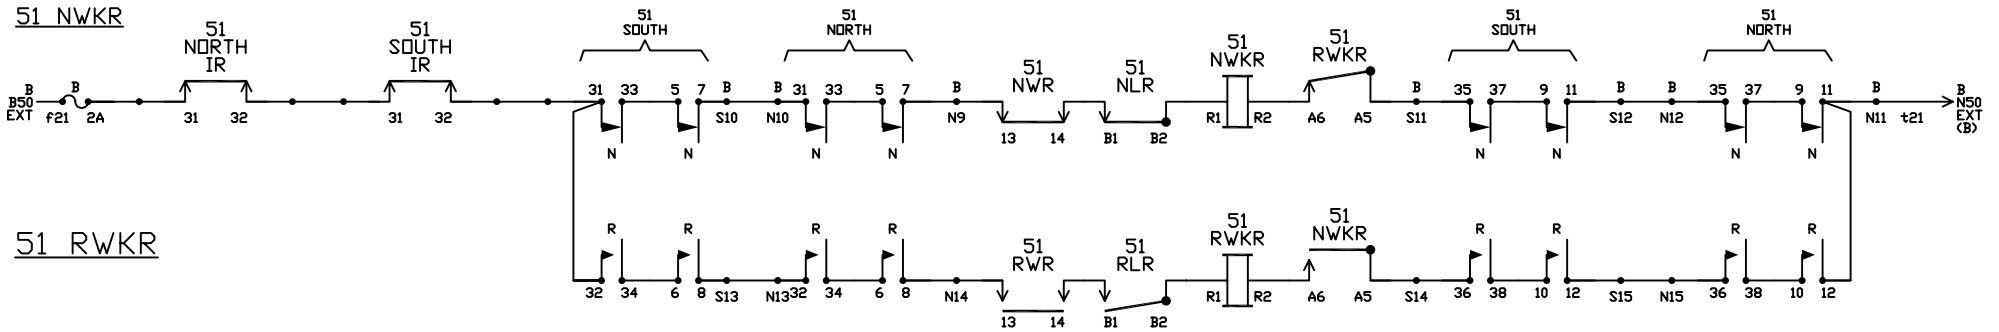 51 NWKR
51
NORTH
IR
51
SOUTH
IR
51
SOUTH
51
NORTH
51
NWR
51
NLR
51
NWKR
51
RWKR
51
SOUTH
51
NORTH
B
B50
EXT
B
f21 2A
31 32
31 32
31 33 5 7 B B 31 33 5 7 B
S10 N10 N9
13 14 B1 B2 R1 R2 A6 A5
B 35 37 9 11 B B 35 37 9 11 B
S11 S12 N12 N11 t21
B
N50
EXT
(B)
N N N N N N N N
51 RWKR
R R R R
51
RWR
51
RLR
51
RWKR
51
NWKR
R R R R
32 34 6 8 S13 N13 32 34 6 8 N14
13 14 B1 B2 R1 R2 A6 A5
S14 36 38 10 12 S15 N15 36 38 10 12